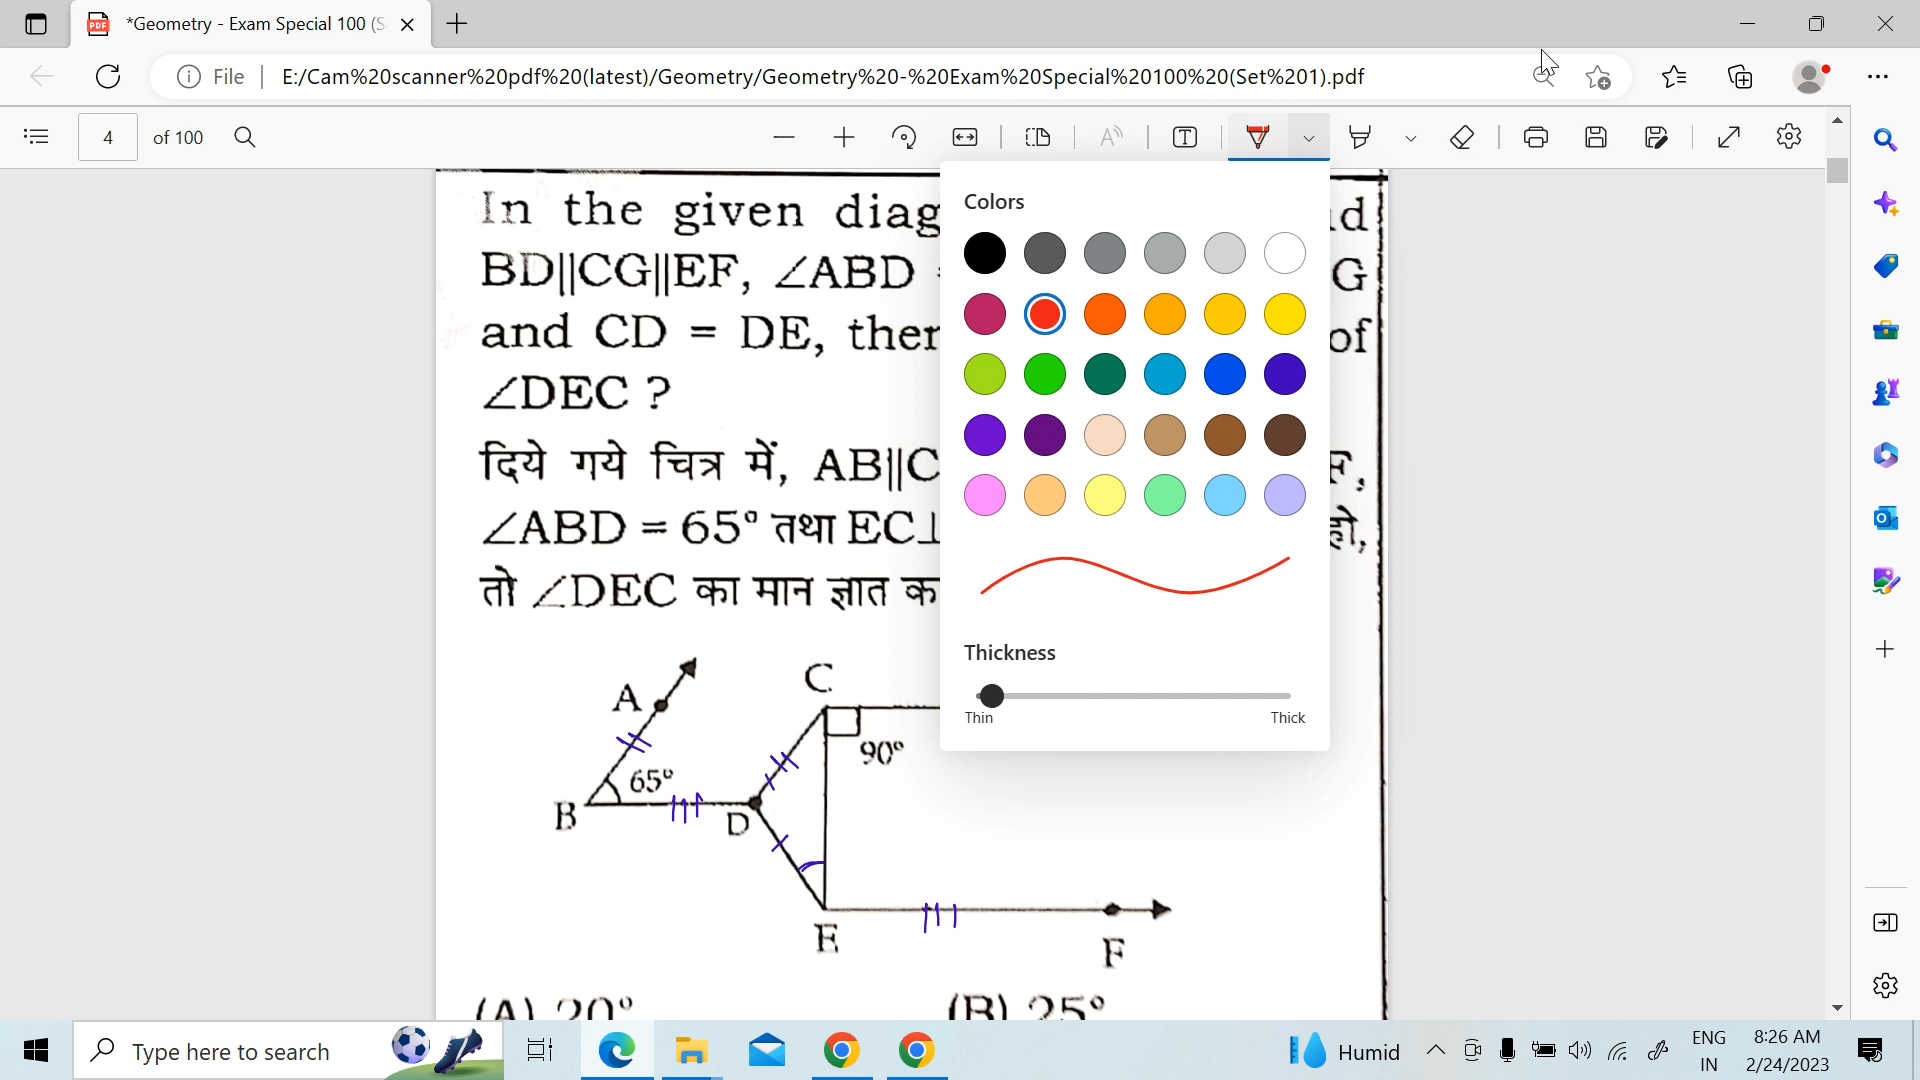 *Geometry - Exam Special 100 (S
File
E:/Cam%20scanner%20pdf%20(latest)/Geometry/Geometry%20-%20Exam%20Special%20100%20(Set%201).pdf
4 of 100
In the given diag
d
BD||CG||EF, ∠ABD
G
and CD = DE, ther
of
∠DEC ?
दिये गये चित्र में, AB||C
F,
∠ABD = 65° तथा EC⊥
हो,
तो ∠DEC का मान ज्ञात क
Colors
Thickness
Thin Thick
A
C
90°
65°
B
D
E
F
(A) 20° (B) 25°
Type here to search
Humid
ENG
IN
8:26 AM
2/24/2023